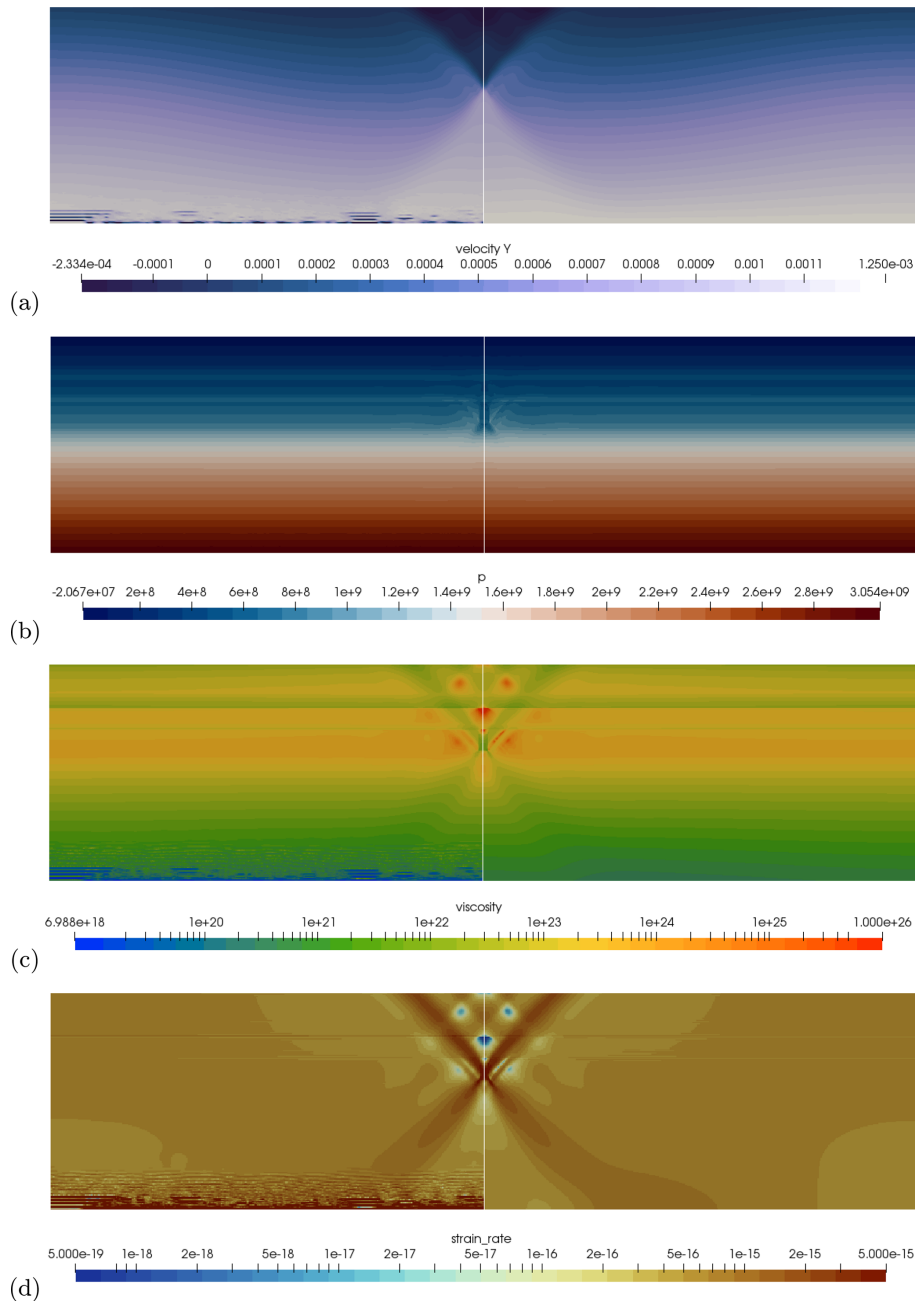 velocity Y
-2.334e-04 -0.0001 0 0.0001 0.0002 0.0003 0.0004 0.0005 0.0006 0.0007 0.0008 0.0009 0.001 0.0011 1.250e-03
(a)
p
-2.067e+07 2e+8 4e+8 6e+8 8e+8 1e+9 1.2e+9 1.4e+9 1.6e+9 1.8e+9 2e+9 2.2e+9 2.4e+9 2.6e+9 2.8e+9 3.054e+09
(b)
viscosity
6.988e+18 1e+20 1e+21 1e+22 1e+23 1e+24 1e+25 1.000e+26
(c)
strain_rate
5.000e-19 1e-18 2e-18 5e-18 1e-17 2e-17 5e-17 1e-16 2e-16 5e-16 1e-15 2e-15 5.000e-15
(d)